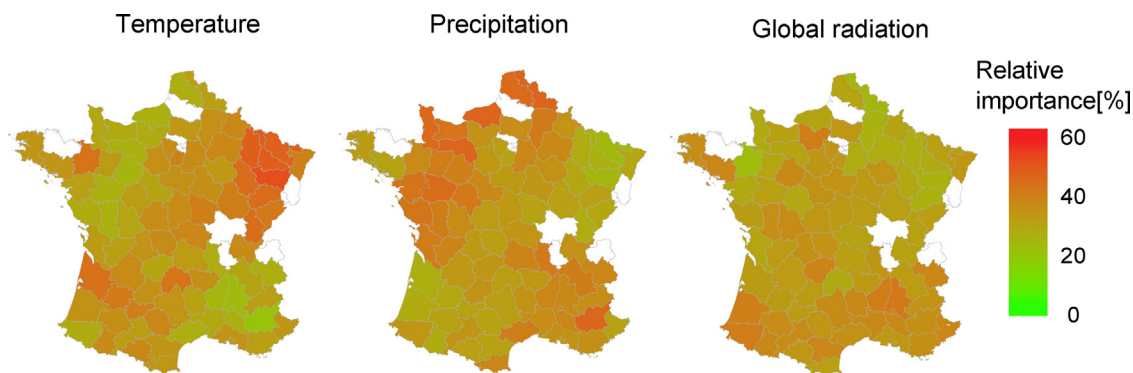 Temperature
Precipitation
Global radiation
Relative
importance[%]
60
40
20
0